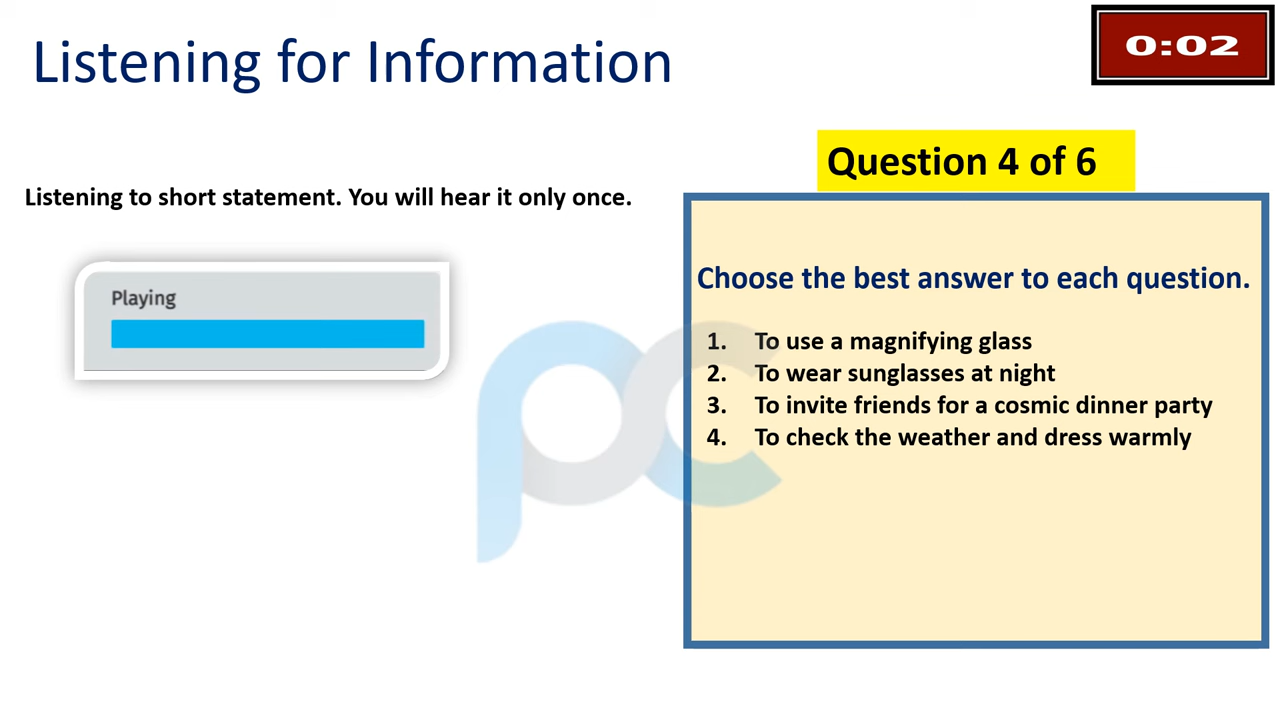 Listening for Information
0:02
Question 4 of 6
Listening to short statement. You will hear it only once.
Playing
Choose the best answer to each question.
1. To use a magnifying glass
2. To wear sunglasses at night
3. To invite friends for a cosmic dinner party
4. To check the weather and dress warmly
pc